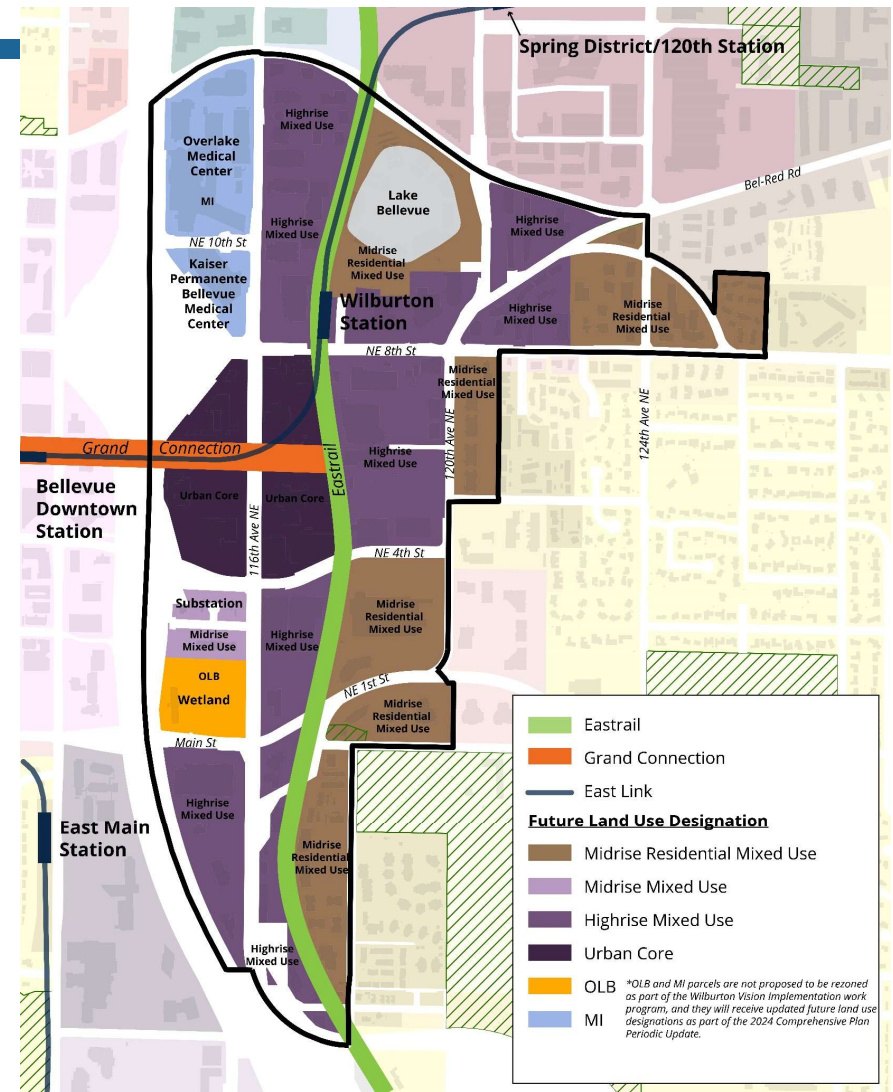 Spring District/120th Station
Highrise
Mixed Use
Overlake
Medical
Center
MI
Bel-Red Rd
Lake
Bellevue
Highrise
Mixed Use
Highrise
Mixed Use
NE 10th St
Midrise
Residential
Mixed Use
Kaiser
Permanente
Bellevue
Medical
Center
Wilburton
Station
Highrise
Mixed Use
Midrise
Residential
Mixed Use
NE 8th St
Midrise
Residential
Mixed Use
120th Ave NE
124th Ave NE
Grand Connection
Eastrail
Highrise
Mixed Use
Bellevue
Downtown
Station
Urban Core
Urban Core
116th Ave NE
NE 4th St
Substation
Midrise
Mixed Use
Highrise
Mixed Use
Midrise
Residential
Mixed Use
OLB
Wetland
NE 1st St
Midrise
Residential
Mixed Use
Main St
Highrise
Mixed Use
East Main
Station
Midrise
Residential
Mixed Use
Highrise
Mixed Use
Eastrail
Grand Connection
East Link
Future Land Use Designation
Midrise Residential Mixed Use
Midrise Mixed Use
Highrise Mixed Use
Urban Core
OLB
MI
*OLB and MI parcels are not proposed to be rezoned
as part of the Wilburton Vision Implementation work
program, and they will receive updated future land use
designations as part of the 2024 Comprehensive Plan
Periodic Update.